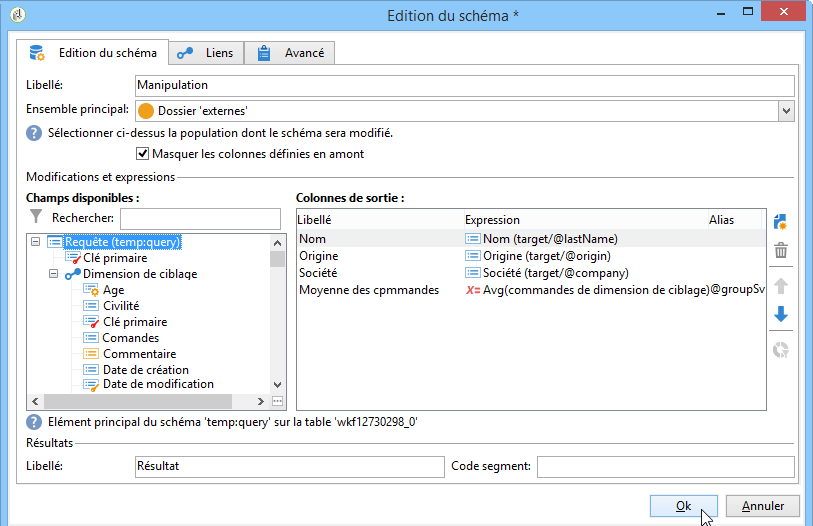 Edition du schéma *
Edition du schéma Liens Avancé
Libellé: Manipulation
Ensemble principal: Dossier 'externes'
? Sélectionner ci-dessus la population dont le schéma sera modifié.
Masquer les colonnes définies en amont
Modifications et expressions
Champs disponibles : Colonnes de sortie :
Rechercher:
Libellé Expression Alias
Requête (temp:query)
Clé primaire
Dimension de ciblage
Age
Civilité
Clé primaire
Comandes
Commentaire
Date de création
Date de modification
Nom Nom (target/@lastName)
Origine Origine (target/@origin)
Société Société (target/@company)
Moyenne des cpmmandes X= Avg(commandes de dimension de ciblage) @groupSv
? Elément principal du schéma 'temp:query' sur la table 'wkf12730298_0'
Résultats
Libellé: Résultat Code segment:
Ok Annuler